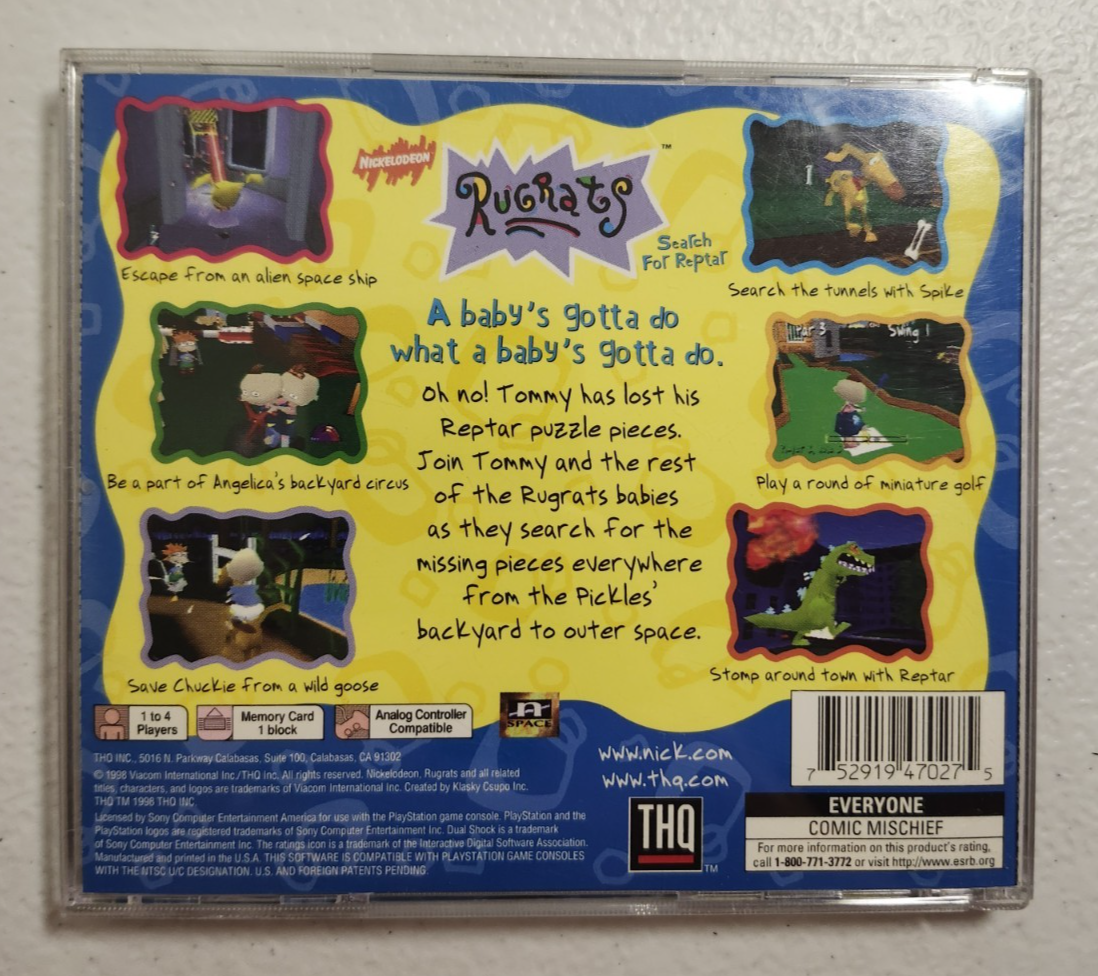 NICKELODEON
RUGRATS
TM
Search
For Reptar
Escape from an alien space ship
1
Search the tunnels with Spike
A baby's gotta do
what a baby's gotta do.
Par 3
Swing 1
Be a part of Angelica's backyard circus
Play a round of miniature golf
Oh no! Tommy has lost his
Reptar puzzle pieces.
Join Tommy and the rest
of the Rugrats babies
as they search for the
missing pieces everywhere
from the Pickles'
backyard to outer space.
Save Chuckie from a wild goose
Stomp around town with Reptar
1 to 4
Players
Memory Card
1 block
Analog Controller
Compatible
n
SPACE
www.nick.com
www.thq.com
THQ
TM
7 52919 47027 5
THQ INC., 5016 N. Parkway Calabasas, Suite 100, Calabasas, CA 91302
© 1998 Viacom International Inc./THQ Inc. All rights reserved. Nickelodeon, Rugrats and all related
titles, characters, and logos are trademarks of Viacom International Inc. Created by Klasky Csupo Inc.
THQ TM 1998 THQ INC
Licensed by Sony Computer Entertainment America for use with the PlayStation game console. PlayStation and the
PlayStation logos are registered trademarks of Sony Computer Entertainment Inc. Dual Shock is a trademark
of Sony Computer Entertainment Inc. The ratings icon is a trademark of the Interactive Digital Software Association.
Manufactured and printed in the U.S.A. THIS SOFTWARE IS COMPATIBLE WITH PLAYSTATION GAME CONSOLES
WITH THE NTSC U/C DESIGNATION. U.S. AND FOREIGN PATENTS PENDING.
EVERYONE
COMIC MISCHIEF
For more information on this product's rating,
call 1-800-771-3772 or visit http://www.esrb.org